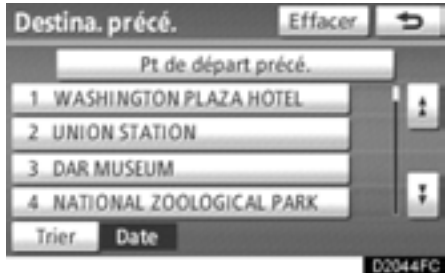 Destina. précé. Effacer
Pt de départ précé.
1 WASHINGTON PLAZA HOTEL
2 UNION STATION
3 DAR MUSEUM
4 NATIONAL ZOOLOGICAL PARK
Trier Date
D2044FC